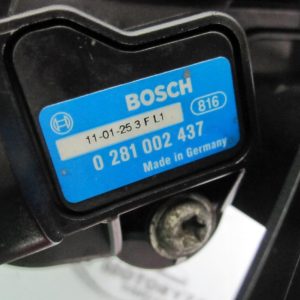 BOSCH
11-01-25 3 F L1
816
0 281 002 437
Made in Germany